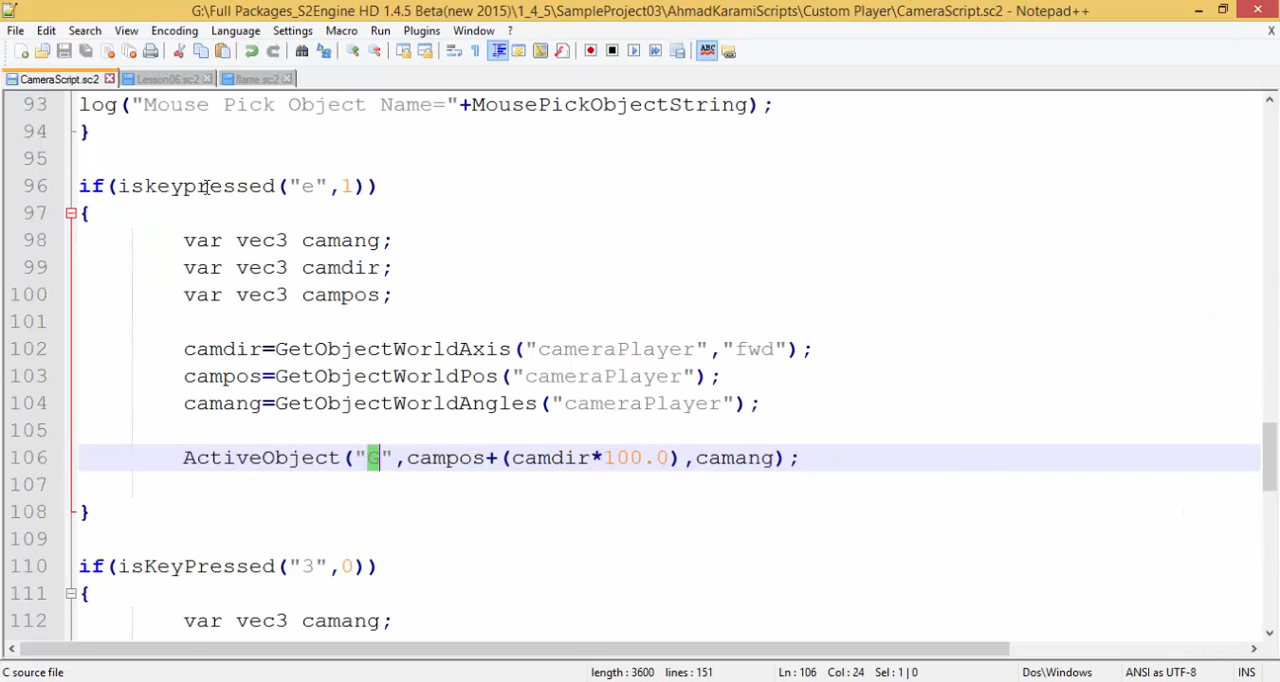 G:\Full Packages_S2Engine HD 1.4.5 Beta(new 2015)\1_4_5\SampleProject03\AhmadKaramiScripts\Custom Player\CameraScript.sc2 - Notepad++
File Edit Search View Encoding Language Settings Macro Run Plugins Window ? X
ABC
CameraScript.sc2 Lesson06.sc2 flame.sc2
93 log("Mouse Pick Object Name="+MousePickObjectString);
94 }
95
96 if(iskeypressed("e",1))
97 {
98 var vec3 camang;
99 var vec3 camdir;
100 var vec3 campos;
101
102 camdir=GetObjectWorldAxis("cameraPlayer","fwd");
103 campos=GetObjectWorldPos("cameraPlayer");
104 camang=GetObjectWorldAngles("cameraPlayer");
105
106 ActiveObject("G",campos+(camdir*100.0),camang);
107
108 }
109
110 if(isKeyPressed("3",0))
111 {
112 var vec3 camang;
C source file length : 3600 lines : 151 Ln : 106 Col : 24 Sel : 1 | 0 Dos\Windows ANSI as UTF-8 INS